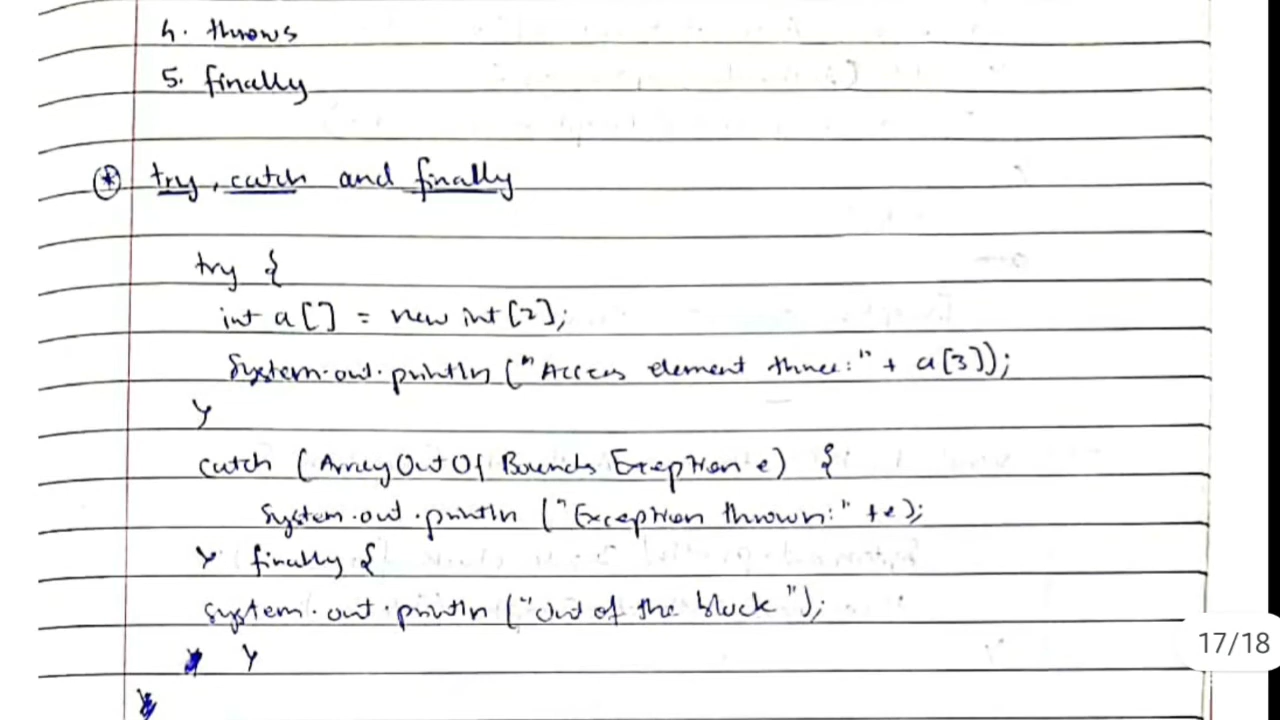 4. throws
5. finally
* try, catch and finally
try {
int a[] = new int[2];
System.out.println ("Access element three:" + a[3]);
}
catch (ArrayOutOfBoundsException e) {
System.out.println ("Exception thrown:" +e);
} finally {
system.out.println ("out of the block");
}
17/18